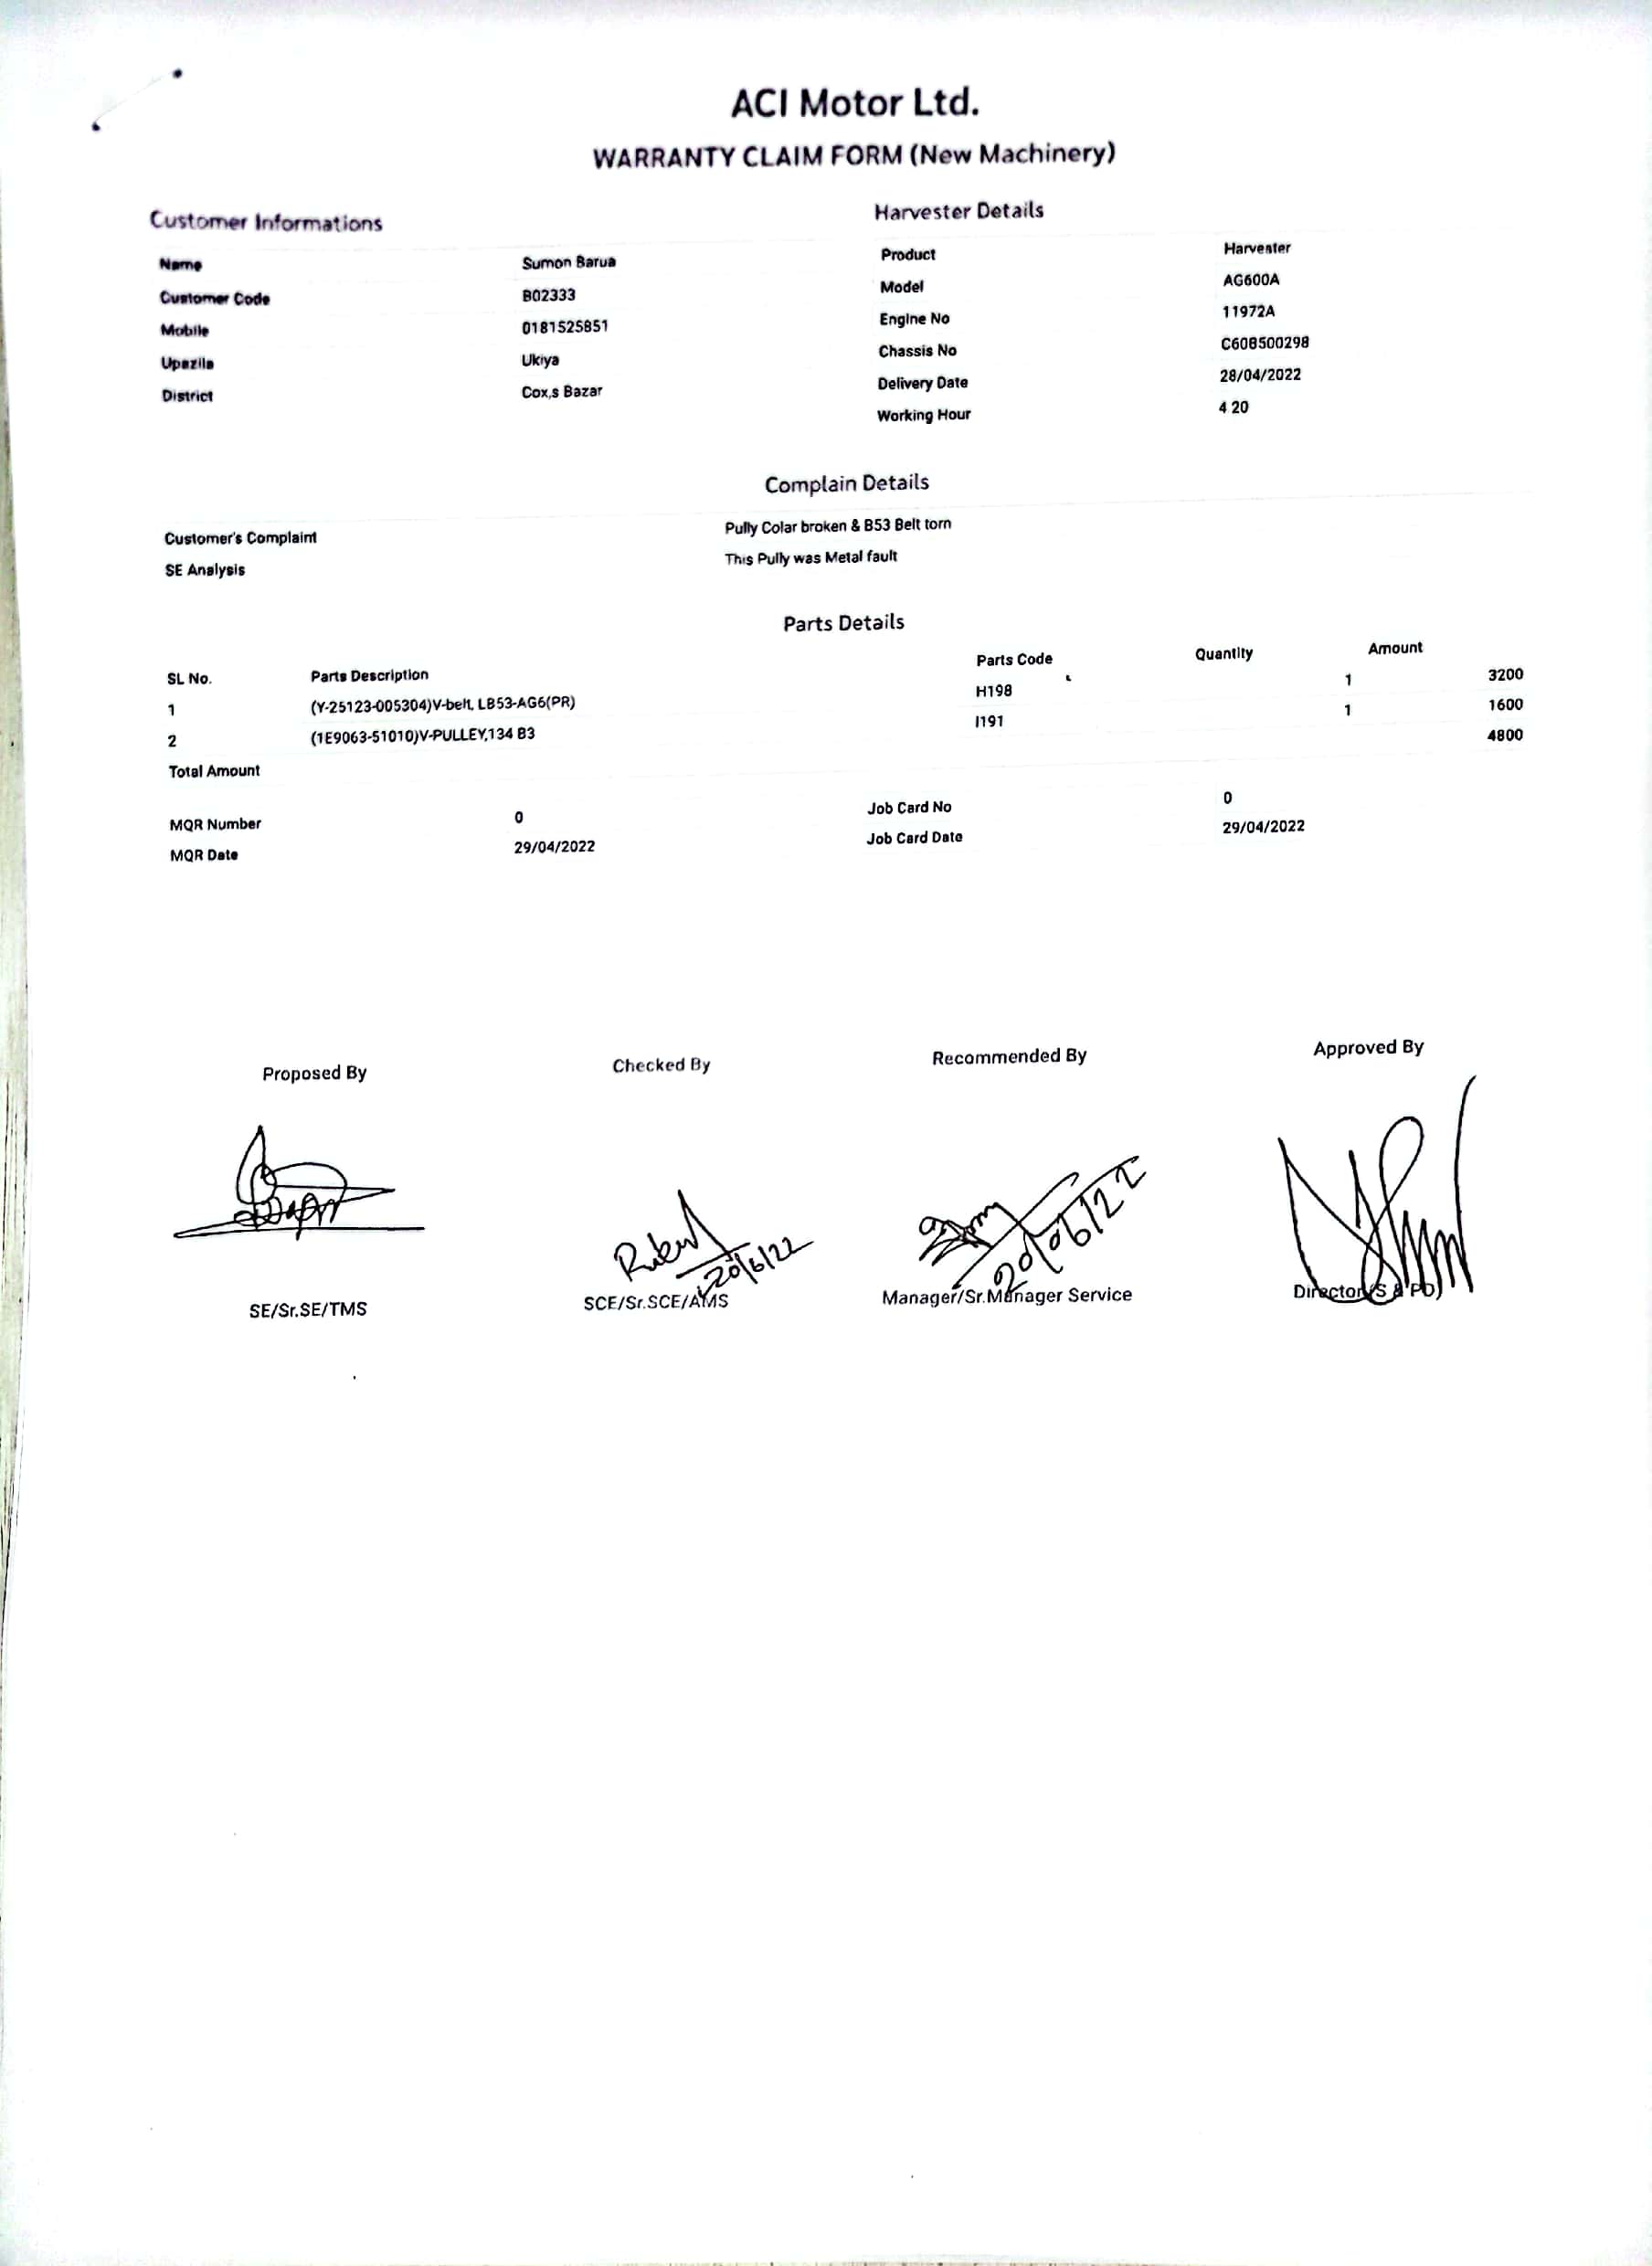 ACI Motor Ltd.
WARRANTY CLAIM FORM (New Machinery)
Customer Informations
Name Sumon Barua
Customer Code B02333
Mobile 0181525851
Upazila Ukiya
District Cox,s Bazar
Harvester Details
Product Harvester
Model AG600A
Engine No 11972A
Chassis No C608500298
Delivery Date 28/04/2022
Working Hour 4 20
Complain Details
Customer's Complaint Pully Colar broken & B53 Belt torn
SE Analysis This Pully was Metal fault
Parts Details
SL No. Parts Description Parts Code Quantity Amount
1 (Y-25123-005304)V-belt, LB53-AG6(PR) H198 1 3200
2 (1E9063-51010)V-PULLEY,134 B3 I191 1 1600
Total Amount 4800
MQR Number 0 Job Card No 0
MQR Date 29/04/2022 Job Card Date 29/04/2022
Proposed By Checked By Recommended By Approved By
20/6/22 20/06/22
SE/Sr.SE/TMS SCE/Sr.SCE/AMS Manager/Sr.Manager Service Director (S & PD)